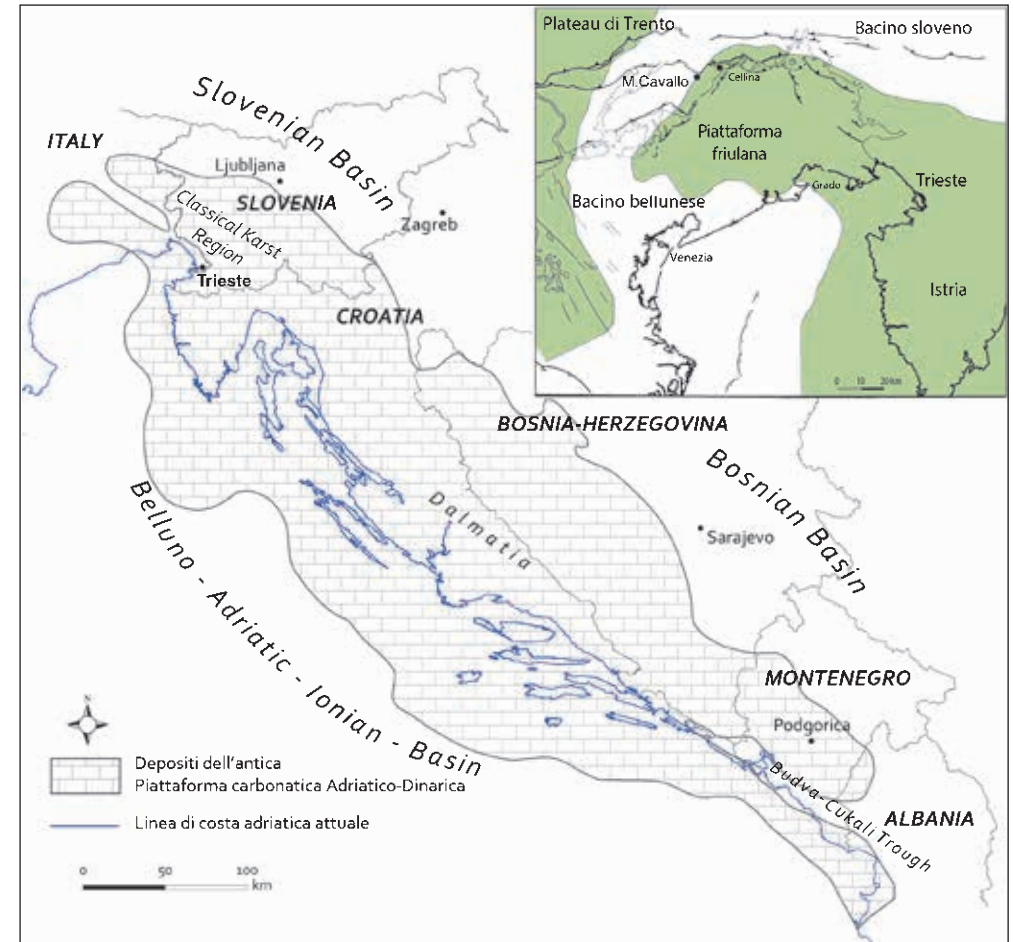 Plateau di Trento
Bacino sloveno
M.Cavallo
Cellina
Piattaforma
friulana
Grado
Trieste
Bacino bellunese
Venezia
Istria
0 10 20km
Slovenian Basin
ITALY
Ljubljana
SLOVENIA
Zagreb
Classical Karst
Region
Trieste
CROATIA
BOSNIA-HERZEGOVINA
Bosnian Basin
Dalmatia
Sarajevo
Belluno - Adriatic - Ionian - Basin
MONTENEGRO
Podgorica
Budva-Cukali Trough
ALBANIA
N
Depositi dell'antica
Piattaforma carbonatica Adriatico-Dinarica
Linea di costa adriatica attuale
0 50 100
km